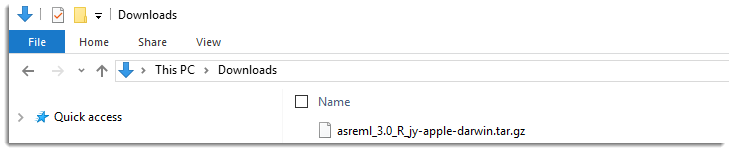 Downloads
File Home Share View
This PC Downloads
Name
Quick access
asreml_3.0_R_jy-apple-darwin.tar.gz